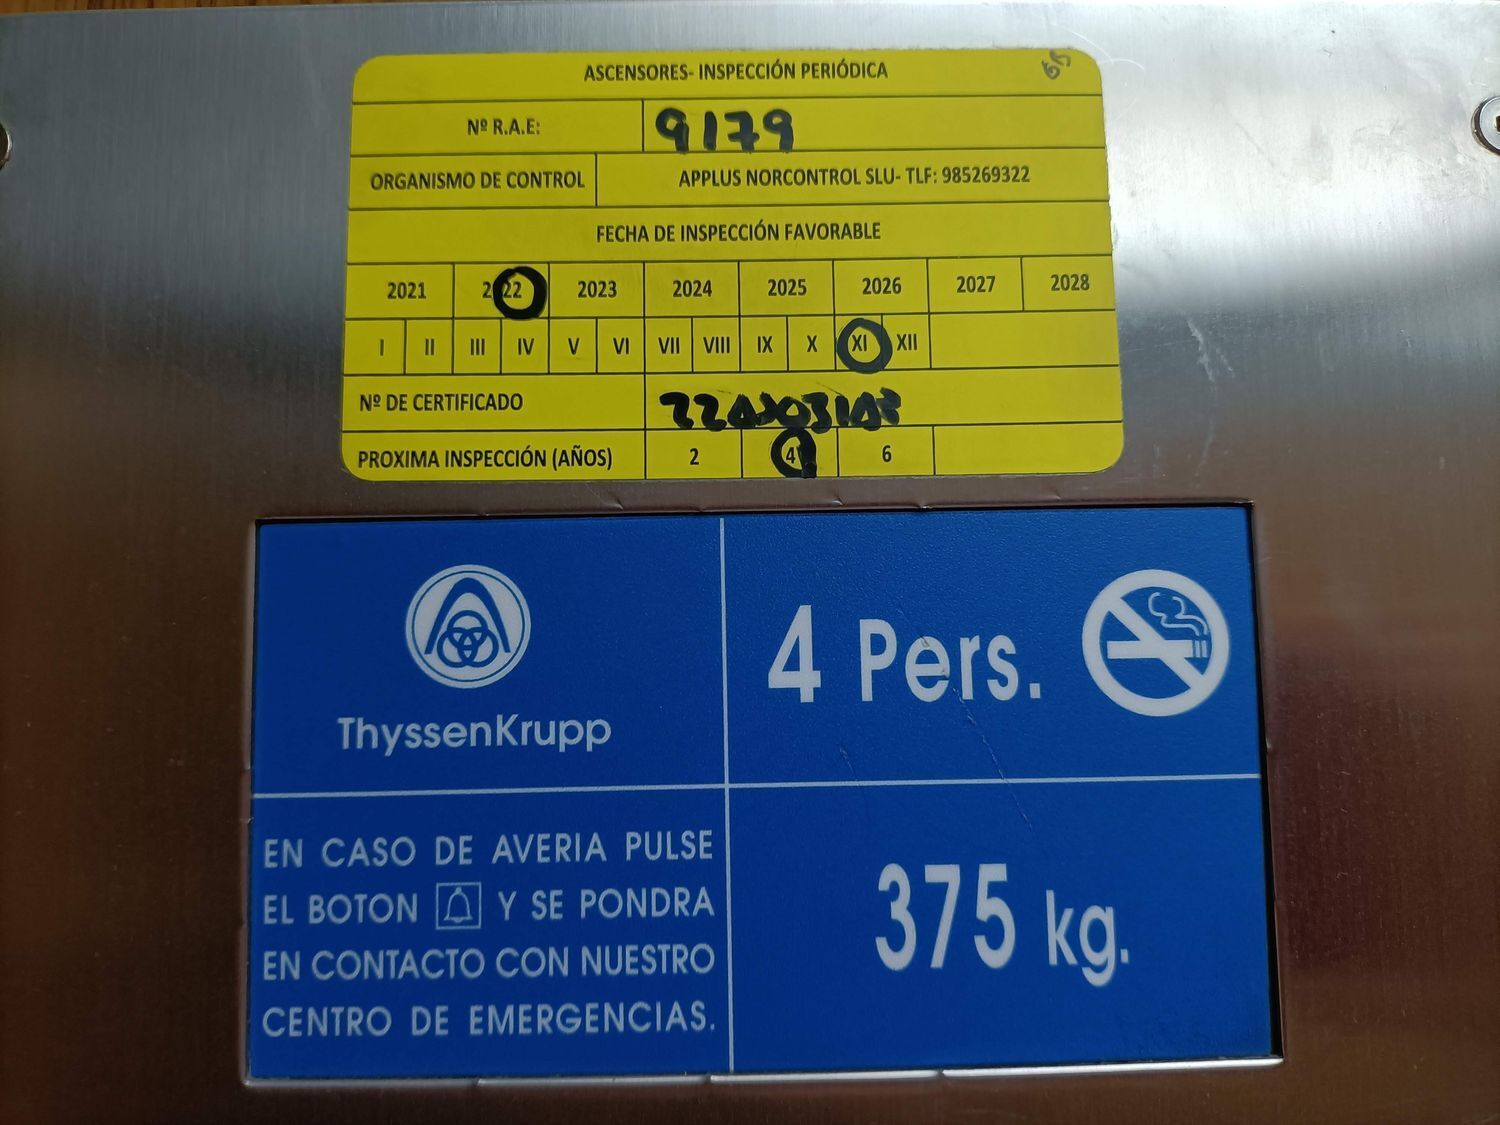 ASCENSORES- INSPECCIÓN PERIÓDICA
Nº R.A.E: 9179
ORGANISMO DE CONTROL APPLUS NORCONTROL SLU- TLF: 985269322
FECHA DE INSPECCIÓN FAVORABLE
2021 2022 2023 2024 2025 2026 2027 2028
I II III IV V VI VII VIII IX X XI XII
Nº DE CERTIFICADO
PROXIMA INSPECCIÓN (AÑOS) 2 4 6
ThyssenKrupp
4 Pers.
EN CASO DE AVERIA PULSE
EL BOTON Y SE PONDRA
EN CONTACTO CON NUESTRO
CENTRO DE EMERGENCIAS.
375 kg.